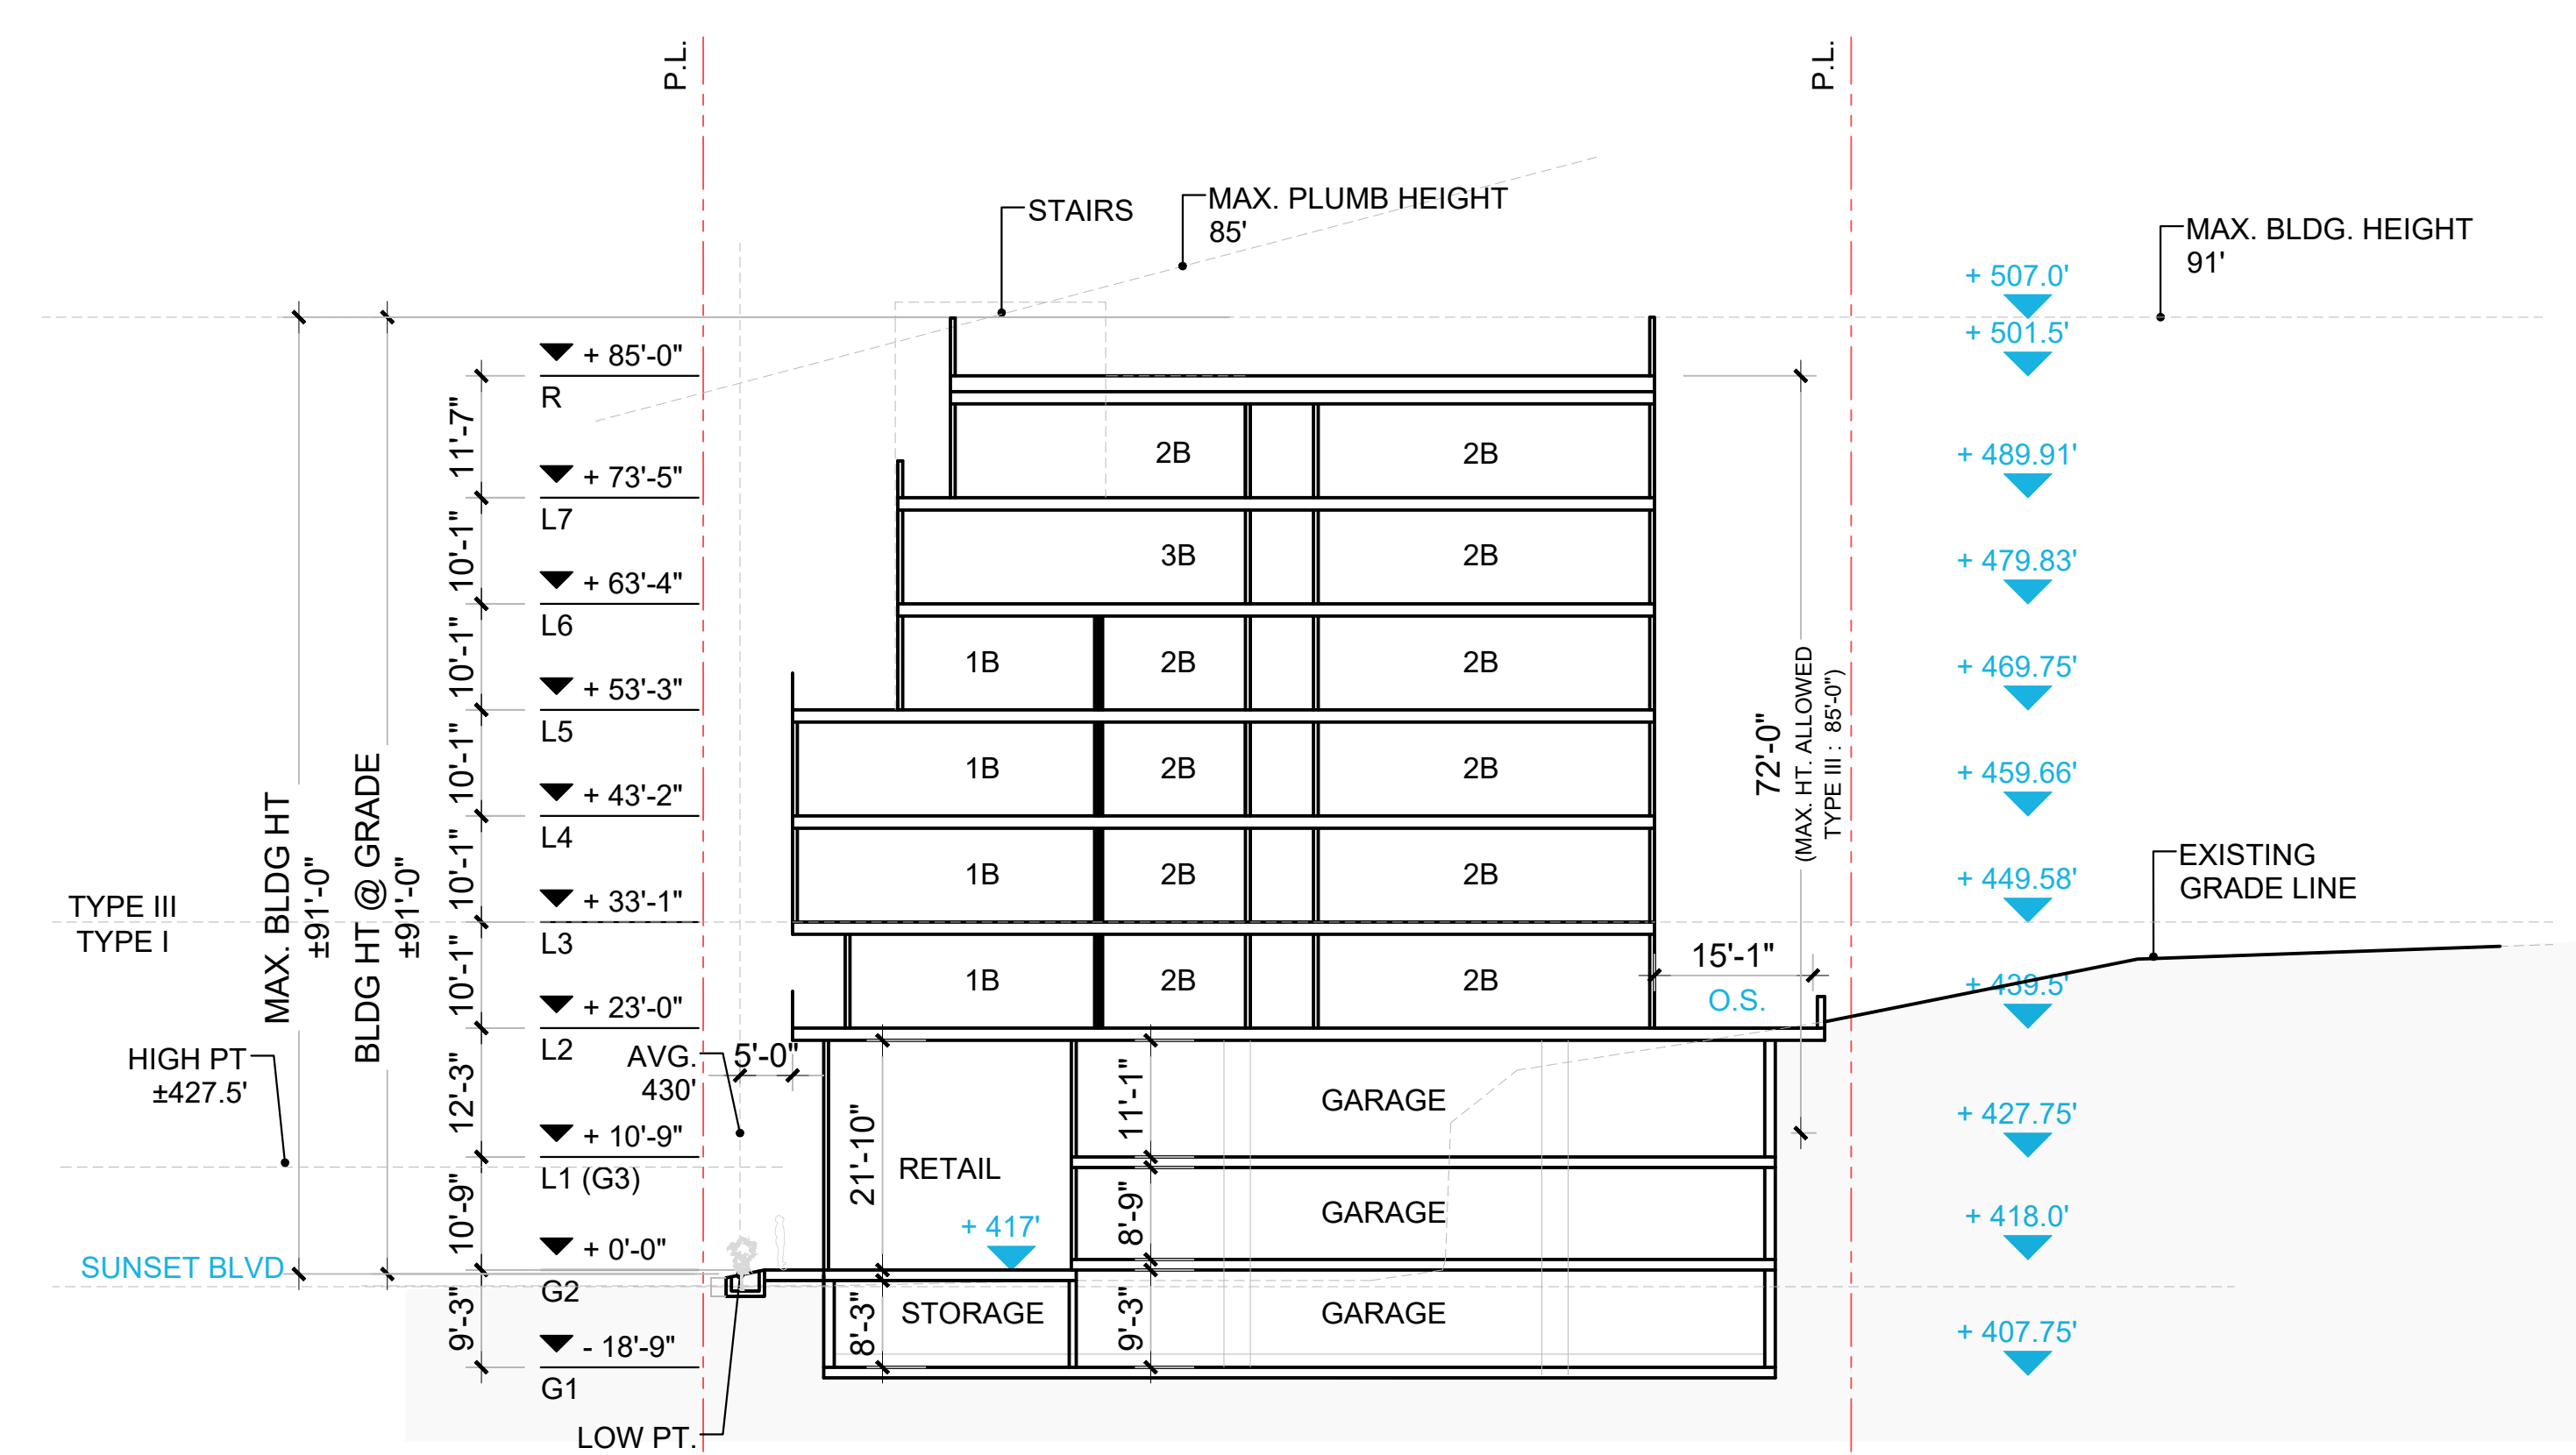 P.L.
P.L.
STAIRS
MAX. PLUMB HEIGHT
85'
MAX. BLDG. HEIGHT
91'
+ 507.0'
+ 501.5'
+ 85'-0"
R
11'-7"
+ 73'-5"
L7
2B
2B
+ 489.91'
10'-1"
+ 63'-4"
L6
3B
2B
+ 479.83'
10'-1"
+ 53'-3"
L5
1B
2B
2B
+ 469.75'
72'-0"
(MAX. HT. ALLOWED
TYPE III : 85'-0")
10'-1"
+ 43'-2"
L4
1B
2B
2B
+ 459.66'
MAX. BLDG HT
±91'-0"
BLDG HT @ GRADE
±91'-0"
10'-1"
+ 33'-1"
L3
1B
2B
2B
+ 449.58'
EXISTING
GRADE LINE
TYPE III
TYPE I
10'-1"
+ 23'-0"
L2
1B
2B
2B
15'-1"
O.S.
+ 439.5'
HIGH PT
±427.5'
AVG.
430'
5'-0"
12'-3"
+ 10'-9"
L1 (G3)
21'-10"
RETAIL
11'-1"
GARAGE
+ 427.75'
10'-9"
+ 0'-0"
G2
+ 417'
8'-9"
GARAGE
+ 418.0'
SUNSET BLVD
9'-3"
- 18'-9"
G1
8'-3"
STORAGE
9'-3"
GARAGE
+ 407.75'
LOW PT.